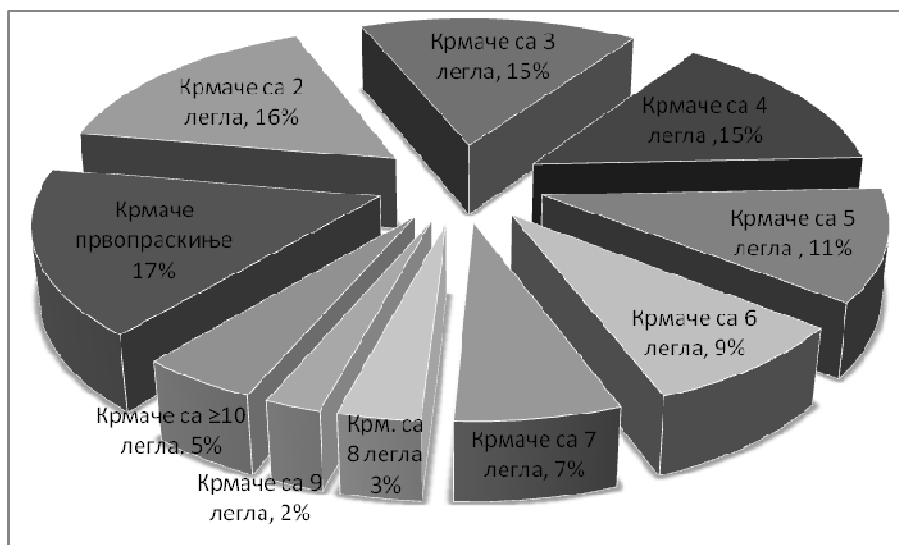 Крмаче са 3
легла, 15%
Крмаче са 4
легла ,15%
Крмаче са 5
легла , 11%
Крмаче са 6
легла, 9%
Крмаче са 7
легла, 7%
Крм. са
8 легла
3%
Крмаче са 9
легла, 2%
Крмаче са ≥10
легла, 5%
Крмаче
првопраскиње
17%
Крмаче са 2
легла, 16%